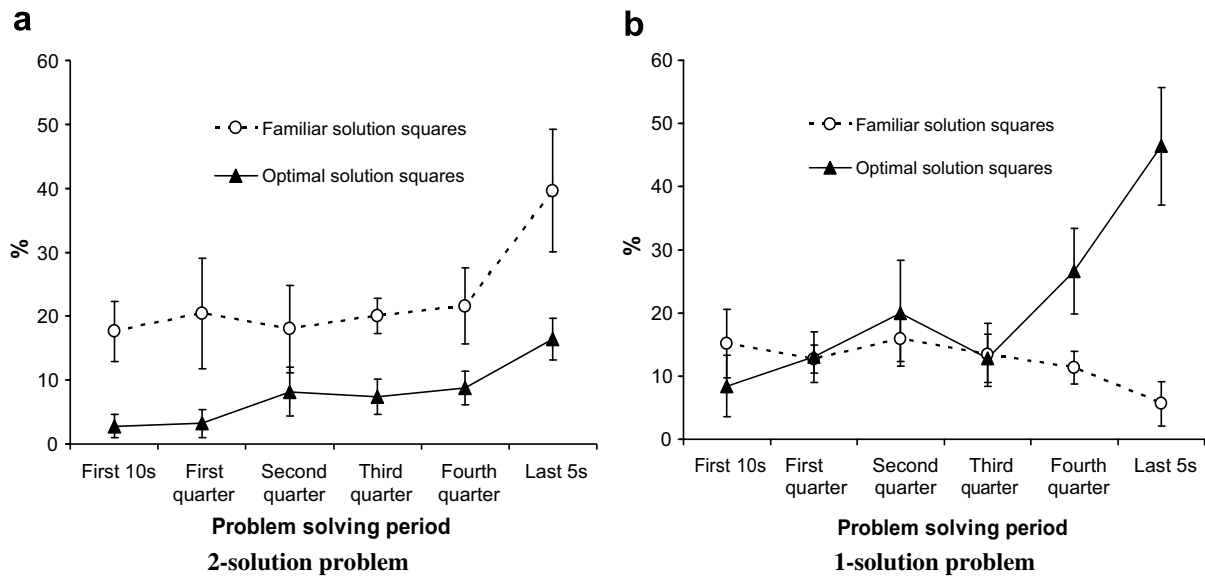 a
60
50
40
30
20
10
0
%
Familiar solution squares
Optimal solution squares
First 10s
First quarter
Second quarter
Third quarter
Fourth quarter
Last 5s
Problem solving period
2-solution problem
b
60
50
40
30
20
10
0
%
Familiar solution squares
Optimal solution squares
First 10s
First quarter
Second quarter
Third quarter
Fourth quarter
Last 5s
Problem solving period
1-solution problem